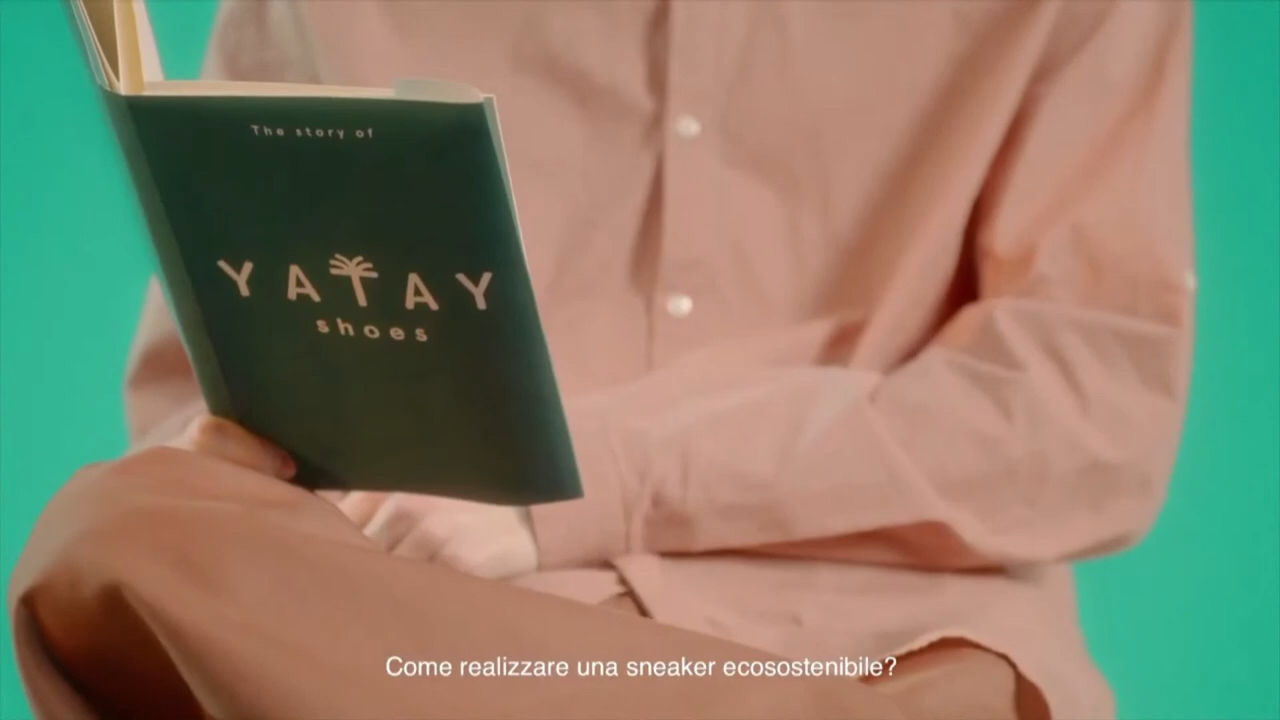 The story of
YATAY
shoes
Come realizzare una sneaker ecosostenibile?